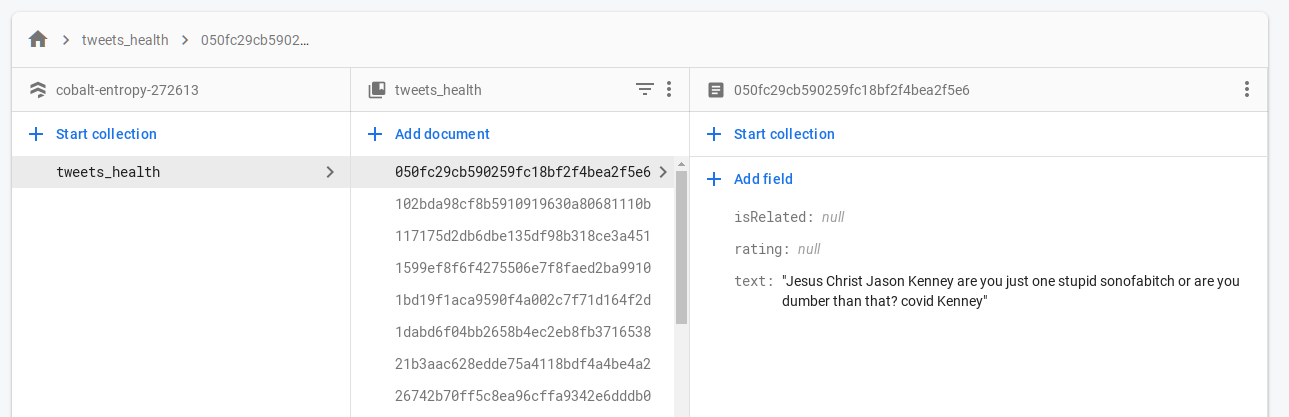 tweets_health 050fc29cb5902…
cobalt-entropy-272613
Start collection
tweets_health
tweets_health
Add document
050fc29cb590259fc18bf2f4bea2f5e6
102bda98cf8b5910919630a80681110b
117175d2db6dbe135df98b318ce3a451
1599ef8f6f4275506e7f8faed2ba9910
1bd19f1aca9590f4a002c7f71d164f2d
1dabd6f04bb2658b4ec2eb8fb3716538
21b3aac628edde75a4118bdf4a4be4a2
26742b70ff5c8ea96cffa9342e6dddb0
050fc29cb590259fc18bf2f4bea2f5e6
Start collection
Add field
isRelated: null
rating: null
text: "Jesus Christ Jason Kenney are you just one stupid sonofabitch or are you
dumber than that? covid Kenney"